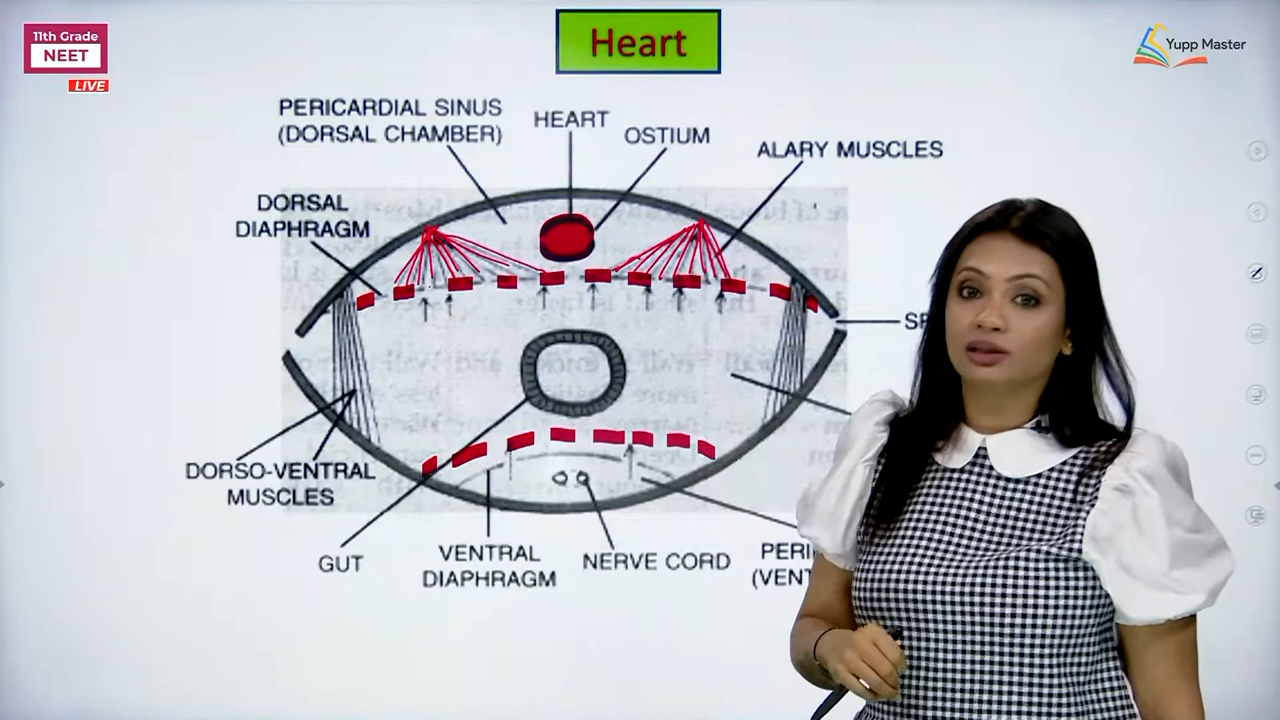 11th Grade
NEET
LIVE
Heart
Yupp Master
PERICARDIAL SINUS
(DORSAL CHAMBER)
HEART
OSTIUM
ALARY MUSCLES
DORSAL
DIAPHRAGM
DORSO-VENTRAL
MUSCLES
GUT
VENTRAL
DIAPHRAGM
NERVE CORD